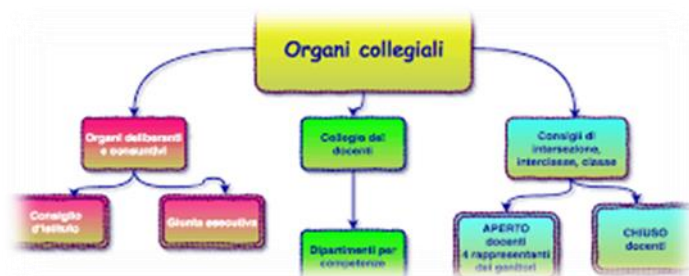 Organi collegiali
Organi deliberanti
e consuntivi
Collegio dei
docenti
Consigli di
intersezione,
interclasse, classe
Consiglio
d'istituto
Giunta esecutiva
Dipartimenti per
competenze
APERTO
docenti
4 rappresentanti
dei genitori
CHIUSO
docenti